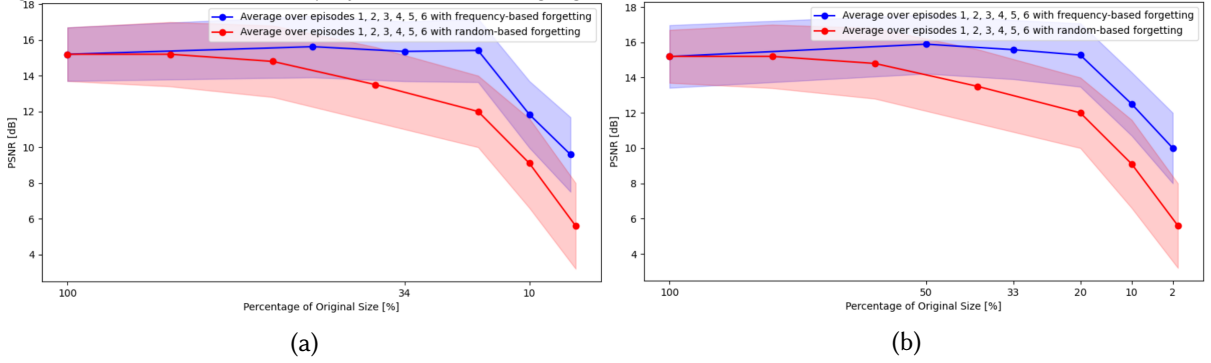 18
16
14
12
10
8
6
4
PSNR [dB]
Average over episodes 1, 2, 3, 4, 5, 6 with frequency-based forgetting
Average over episodes 1, 2, 3, 4, 5, 6 with random-based forgetting
100
34
10
Percentage of Original Size [%]
(a)
18
16
14
12
10
8
6
4
PSNR [dB]
Average over episodes 1, 2, 3, 4, 5, 6 with frequency-based forgetting
Average over episodes 1, 2, 3, 4, 5, 6 with random-based forgetting
100
50
33
20
10
2
Percentage of Original Size [%]
(b)